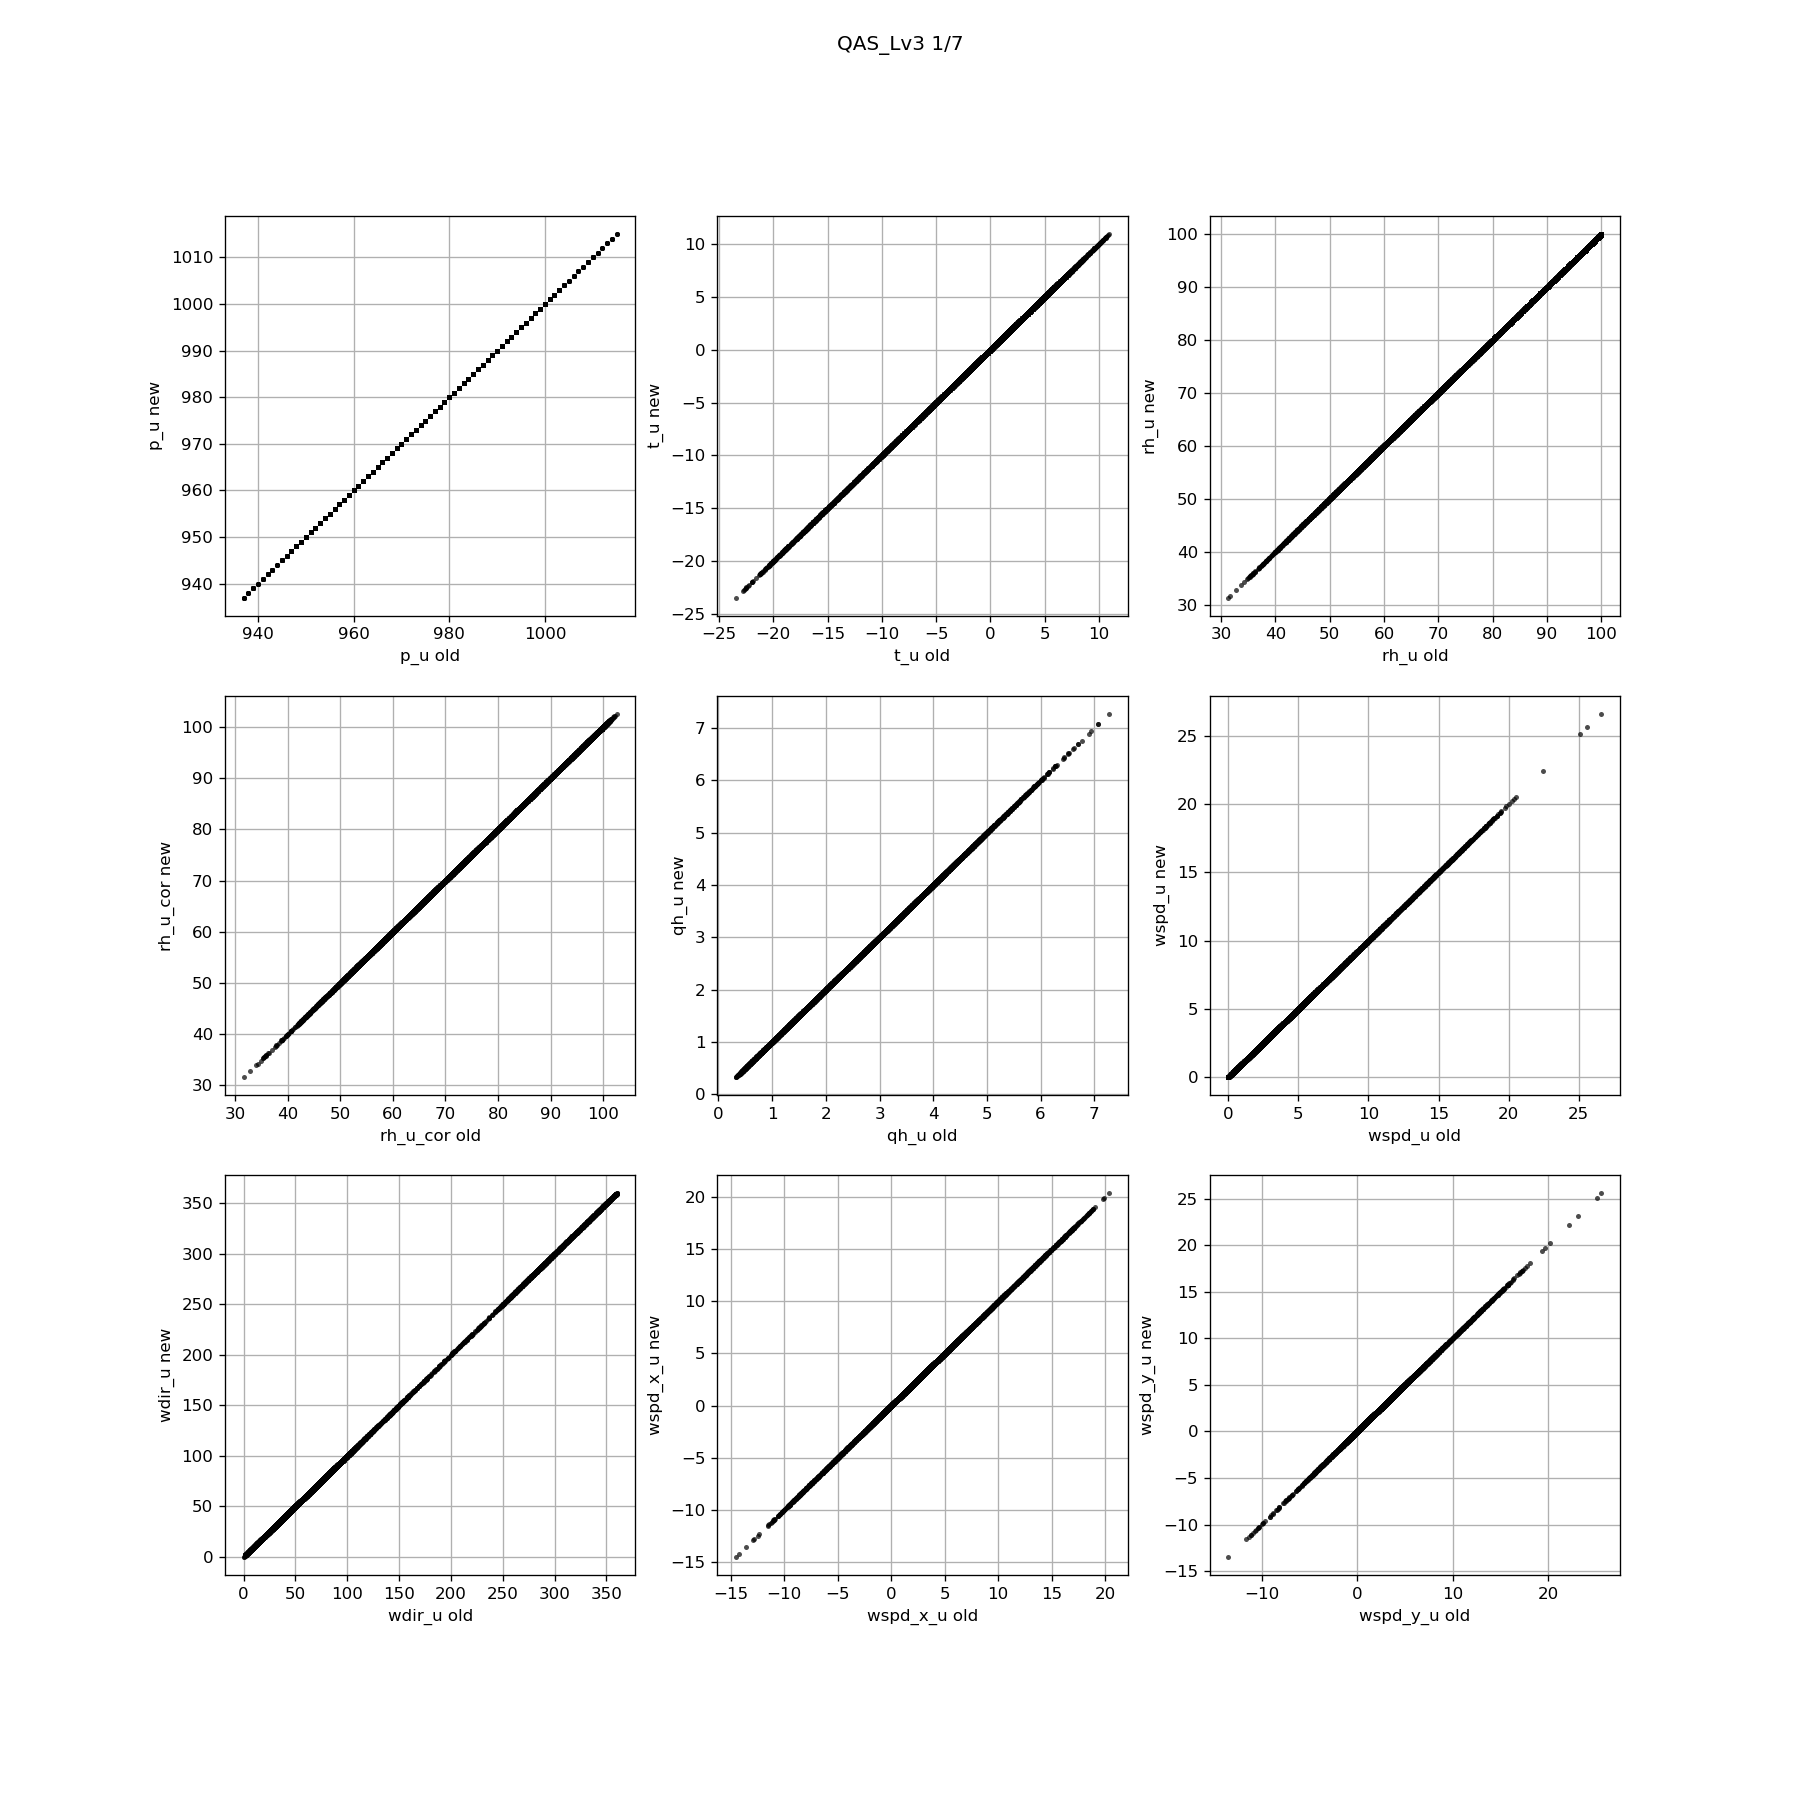 QAS_Lv3 1/7
1010
1000
990
980
970
960
950
940
p_u new
940 960 980 1000
p_u old
10
5
0
−5
−10
−15
−20
−25
t_u new
−25 −20 −15 −10 −5 0 5 10
t_u old
100
90
80
70
60
50
40
30
rh_u new
30 40 50 60 70 80 90 100
rh_u old
100
90
80
70
60
50
40
30
rh_u_cor new
30 40 50 60 70 80 90 100
rh_u_cor old
7
6
5
4
3
2
1
0
qh_u new
0 1 2 3 4 5 6 7
qh_u old
25
20
15
10
5
0
wspd_u new
0 5 10 15 20 25
wspd_u old
350
300
250
200
150
100
50
0
wdir_u new
0 50 100 150 200 250 300 350
wdir_u old
20
15
10
5
0
−5
−10
−15
wspd_x_u new
−15 −10 −5 0 5 10 15 20
wspd_x_u old
25
20
15
10
5
0
−5
−10
−15
wspd_y_u new
−10 0 10 20
wspd_y_u old